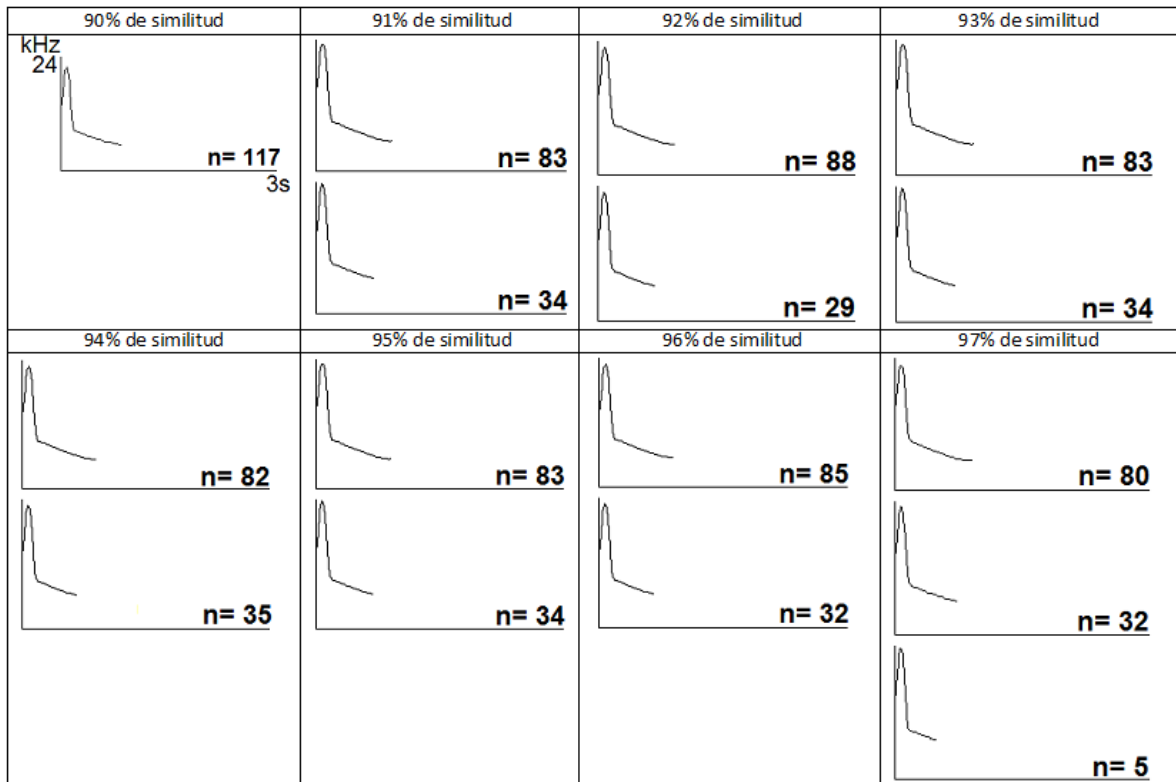 90% de similitud
91% de similitud
92% de similitud
93% de similitud
kHz
24
n= 117
3s
n= 83
n= 34
n= 88
n= 29
n= 83
n= 34
94% de similitud
95% de similitud
96% de similitud
97% de similitud
n= 82
n= 35
n= 83
n= 34
n= 85
n= 32
n= 80
n= 32
n= 5